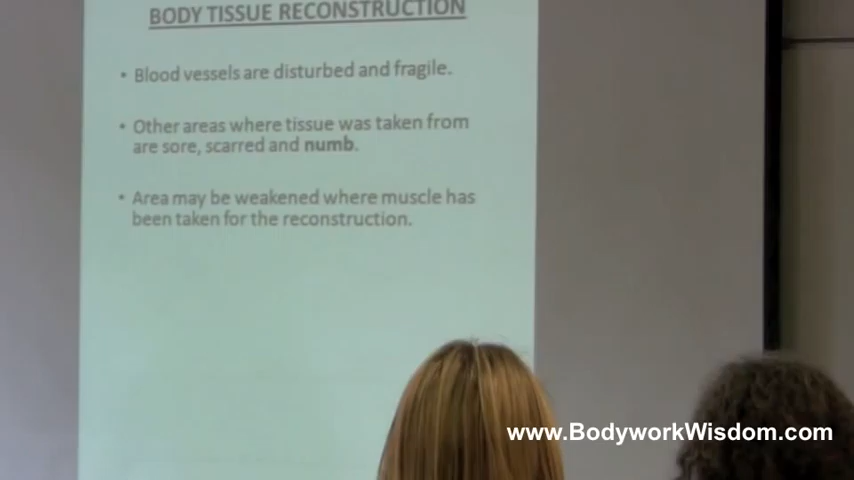 BODY TISSUE RECONSTRUCTION
• Blood vessels are disturbed and fragile.
• Other areas where tissue was taken from
are sore, scarred and numb.
• Area may be weakened where muscle has
been taken for the reconstruction.
www.BodyworkWisdom.com